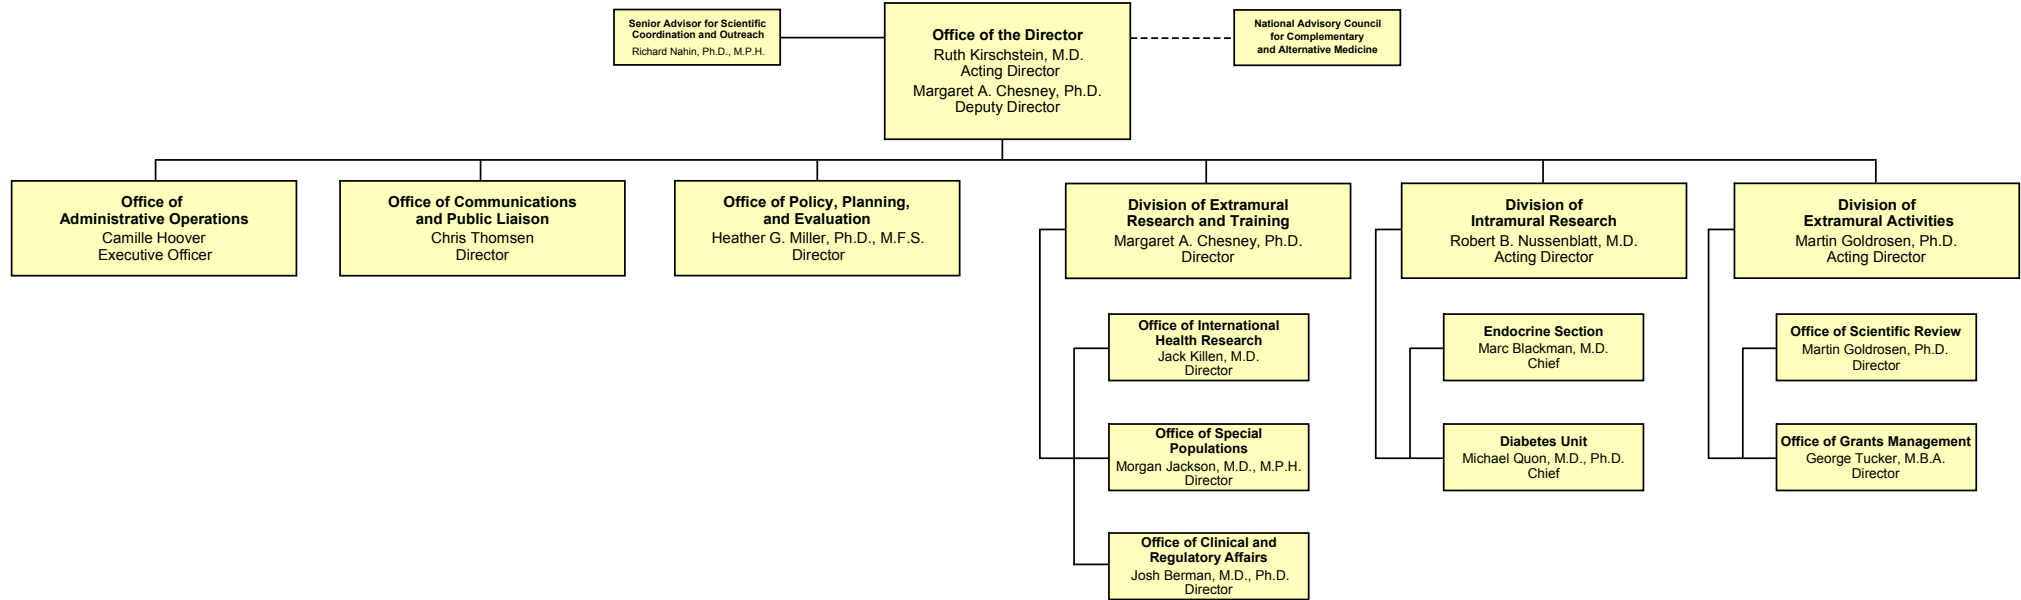 Senior Advisor for Scientific
Coordination and Outreach
Richard Nahin, Ph.D., M.P.H.
Office of the Director
Ruth Kirschstein, M.D.
Acting Director
Margaret A. Chesney, Ph.D.
Deputy Director
National Advisory Council
for Complementary
and Alternative Medicine
Office of
Administrative Operations
Camille Hoover
Executive Officer
Office of Communications
and Public Liaison
Chris Thomsen
Director
Office of Policy, Planning,
and Evaluation
Heather G. Miller, Ph.D., M.F.S.
Director
Division of Extramural
Research and Training
Margaret A. Chesney, Ph.D.
Director
Division of
Intramural Research
Robert B. Nussenblatt, M.D.
Acting Director
Division of
Extramural Activities
Martin Goldrosen, Ph.D.
Acting Director
Office of International
Health Research
Jack Killen, M.D.
Director
Endocrine Section
Marc Blackman, M.D.
Chief
Office of Scientific Review
Martin Goldrosen, Ph.D.
Director
Office of Special
Populations
Morgan Jackson, M.D., M.P.H.
Director
Diabetes Unit
Michael Quon, M.D., Ph.D.
Chief
Office of Grants Management
George Tucker, M.B.A.
Director
Office of Clinical and
Regulatory Affairs
Josh Berman, M.D., Ph.D.
Director